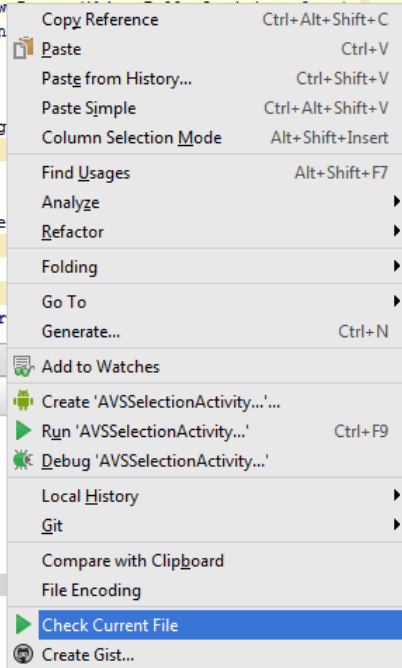 Copy Reference Ctrl+Alt+Shift+C
Paste Ctrl+V
Paste from History... Ctrl+Shift+V
Paste Simple Ctrl+Alt+Shift+V
Column Selection Mode Alt+Shift+Insert
Find Usages Alt+Shift+F7
Analyze
Refactor
Folding
Go To
Generate... Ctrl+N
Add to Watches
Create 'AVSSelectionActivity...'...
Run 'AVSSelectionActivity...' Ctrl+F9
Debug 'AVSSelectionActivity...'
Local History
Git
Compare with Clipboard
File Encoding
Check Current File
Create Gist...